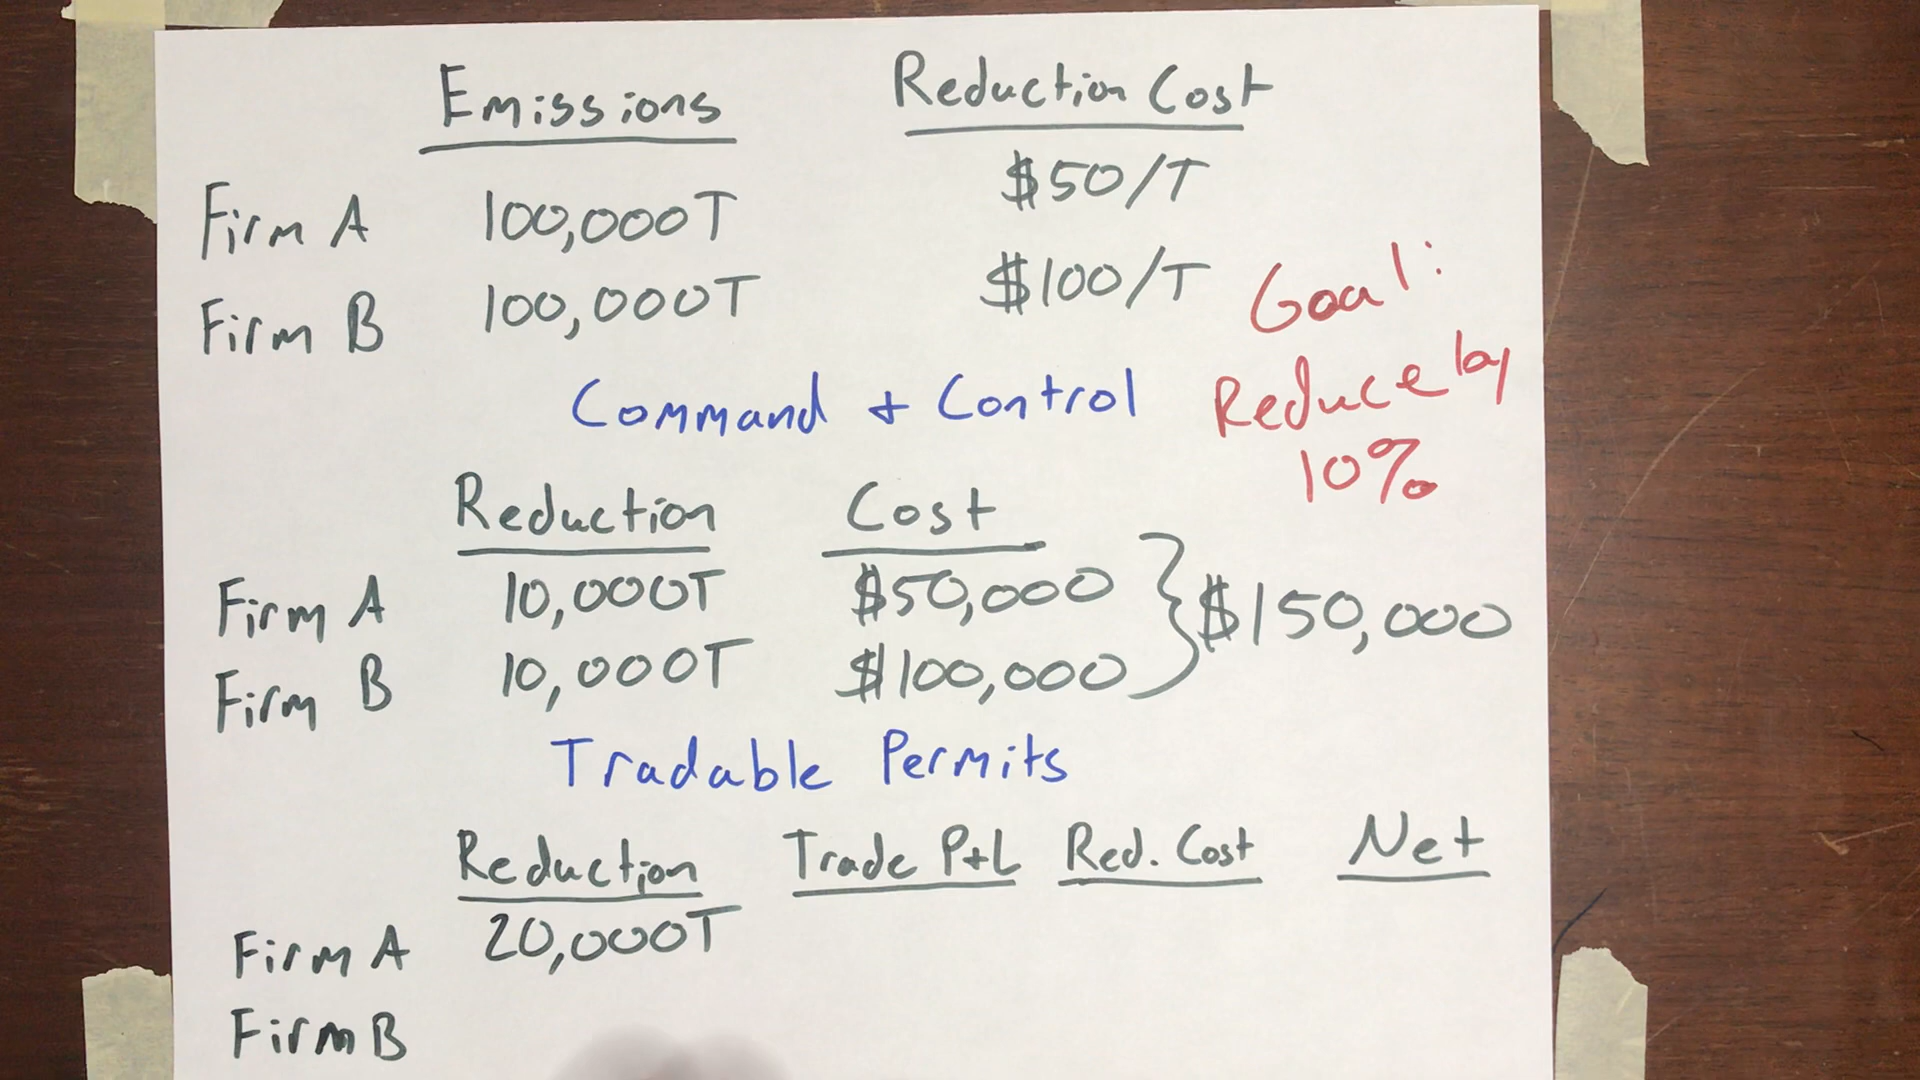 Emissions Reduction Cost
Firm A 100,000T $50/T
Firm B 100,000T $100/T
Goal:
Reduce by
10%
Command + Control
Reduction Cost
Firm A 10,000T $50,000
Firm B 10,000T $100,000
$150,000
Tradable Permits
Reduction Trade P+L Red. Cost Net
Firm A 20,000T
Firm B